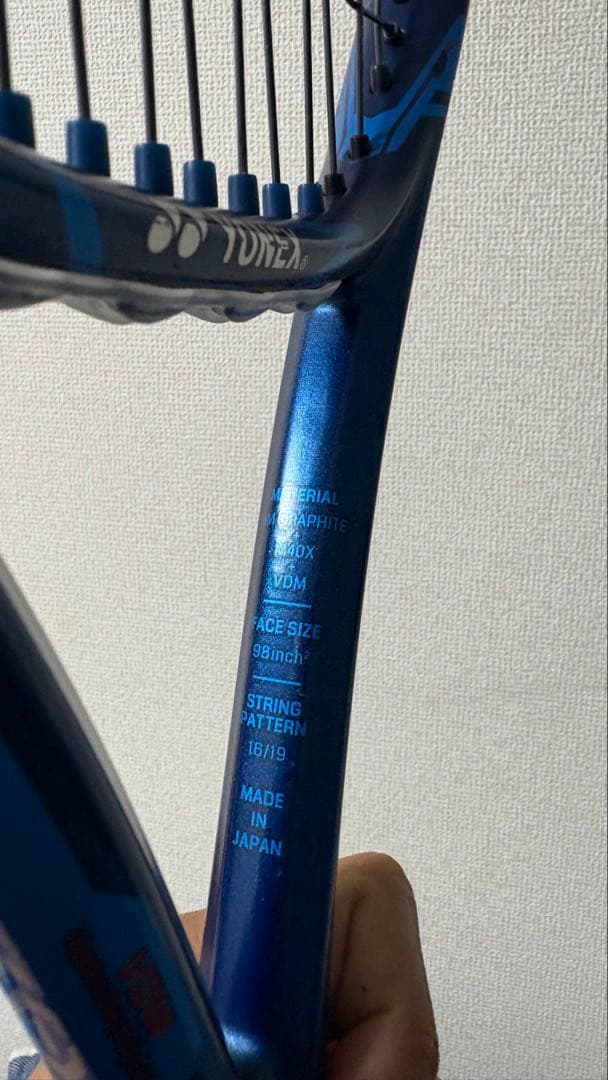 YONEX
MATERIAL
M GRAPHITE
+
M40X
+
VDM
FACE SIZE
98inch²
STRING
PATTERN
16/19
MADE
IN
JAPAN